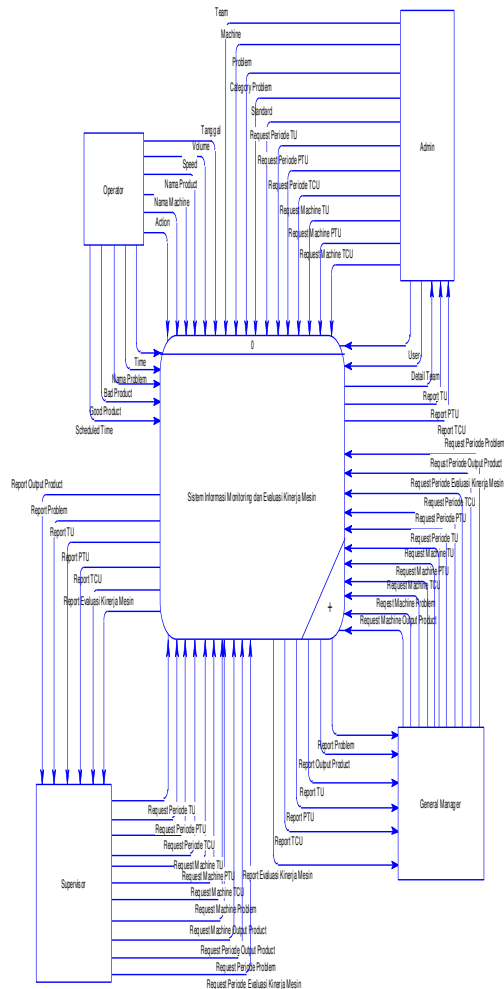 Team
Machine
Problem
Category Problem
Standard
Request Periode TU
Request Periode PTU
Request Periode TCU
Request Machine TU
Request Machine PTU
Request Machine TCU
Admin
Tanggal
Volume
Speed
Nama Product
Nama Machine
Action
Operator
Time
Nama Problem
Bad Product
Good Product
Scheduled Time
0
User
Detail Team
Report TU
Report PTU
Report TCU
Request Periode Problem
Request Periode Output Product
Request Periode Evaluasi Kinerja Mesin
Request Periode TCU
Request Periode PTU
Request Periode TU
Request Machine TU
Request Machine PTU
Request Machine TCU
Reqest Machine Problem
Request Machine Output Product
Sistem Informasi Monitoring dan Evaluasi Kinerja Mesin
+
Report Output Product
Report Problem
Report TU
Report PTU
Report TCU
Report Evaluasi Kinerja Mesin
Report Problem
Report Output Product
Report TU
Report PTU
Report TCU
Report Evaluasi Kinerja Mesin
General Manager
Supervisor
Request Periode TU
Request Periode PTU
Request Periode TCU
Request Machine TU
Request Machine PTU
Request Machine TCU
Request Machine Problem
Request Machine Output Product
Request Periode Output Product
Request Periode Problem
Request Periode Evaluasi Kinerja Mesin